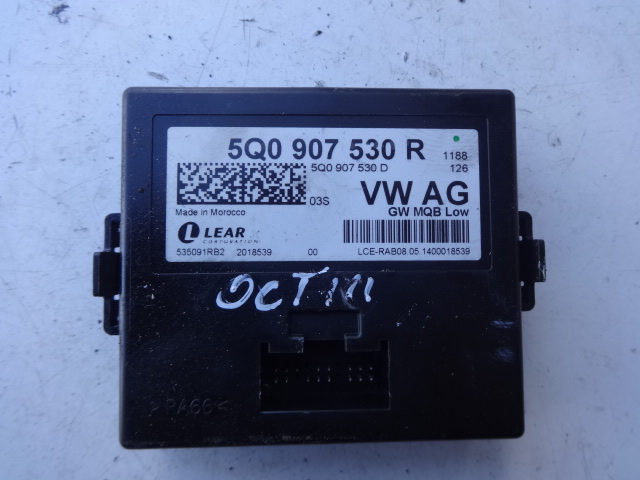 5Q0 907 530 R
1188
5Q0 907 530 D
126
03S
VW AG
Made in Morocco
GW MQB Low
LEAR
CORPORATION
535091RB2 2018539 00 LCE-RAB08.05.1400018539
OCT III
>PA66<